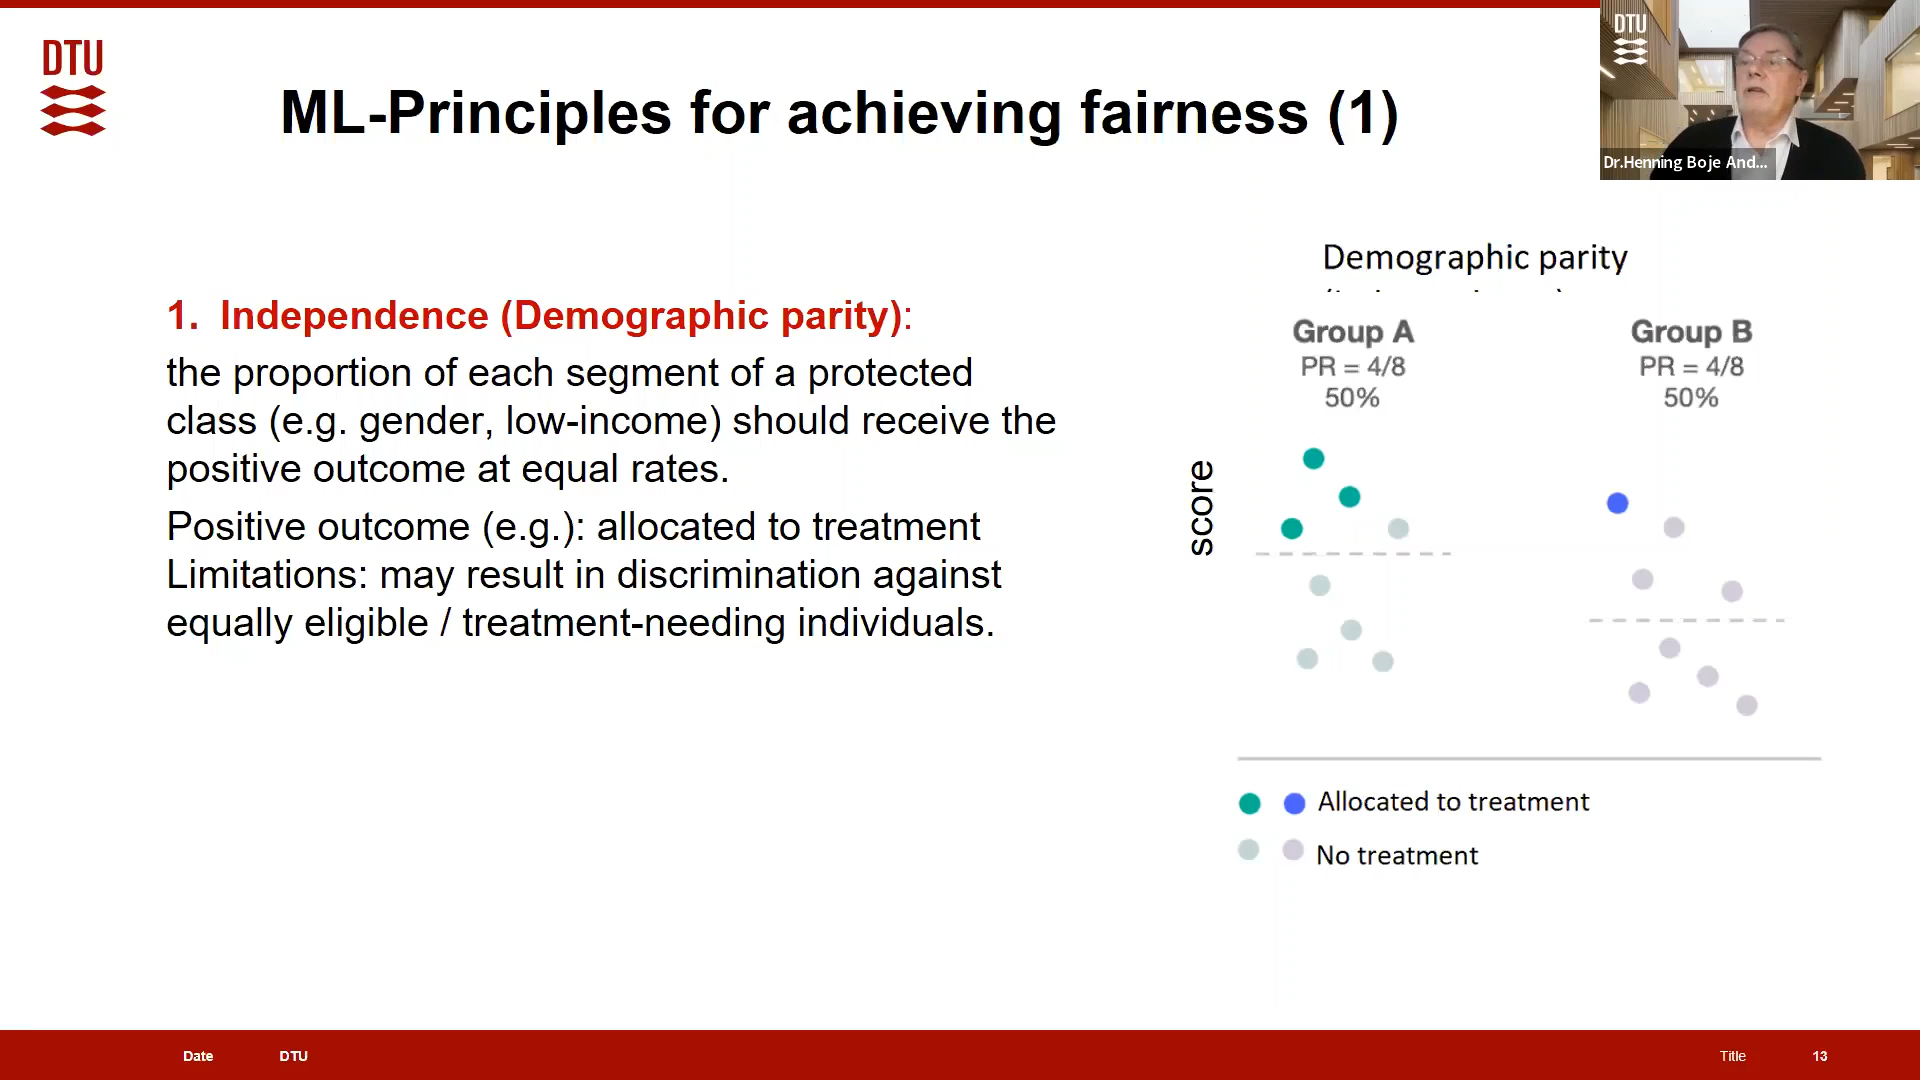 DTU
ML-Principles for achieving fairness (1)
DTU
Dr.Henning Boje And...
1. Independence (Demographic parity):
the proportion of each segment of a protected
class (e.g. gender, low-income) should receive the
positive outcome at equal rates.
Positive outcome (e.g.): allocated to treatment
Limitations: may result in discrimination against
equally eligible / treatment-needing individuals.
Demographic parity
Group A
PR = 4/8
50%
Group B
PR = 4/8
50%
score
Allocated to treatment
No treatment
Date
DTU
Title
13